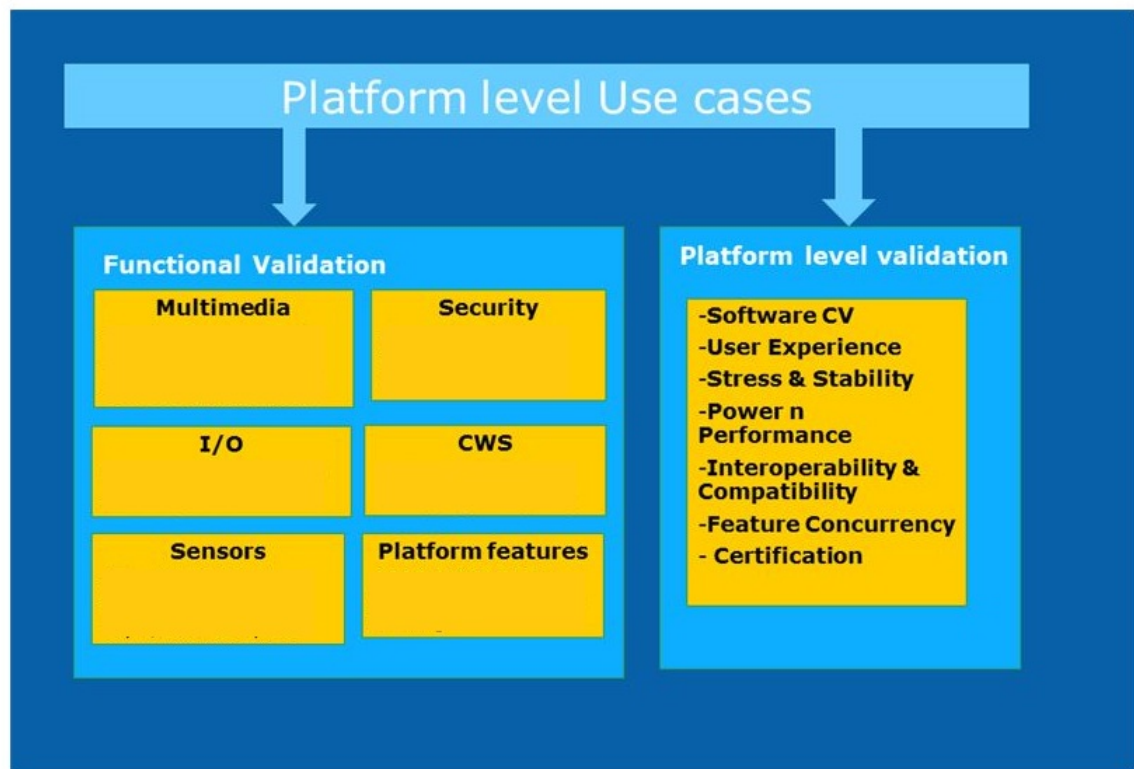 Platform level Use cases
Functional Validation
Multimedia
Security
I/O
CWS
Sensors
Platform features
Platform level validation
-Software CV
-User Experience
-Stress & Stability
-Power n
Performance
-Interoperability &
Compatibility
-Feature Concurrency
- Certification